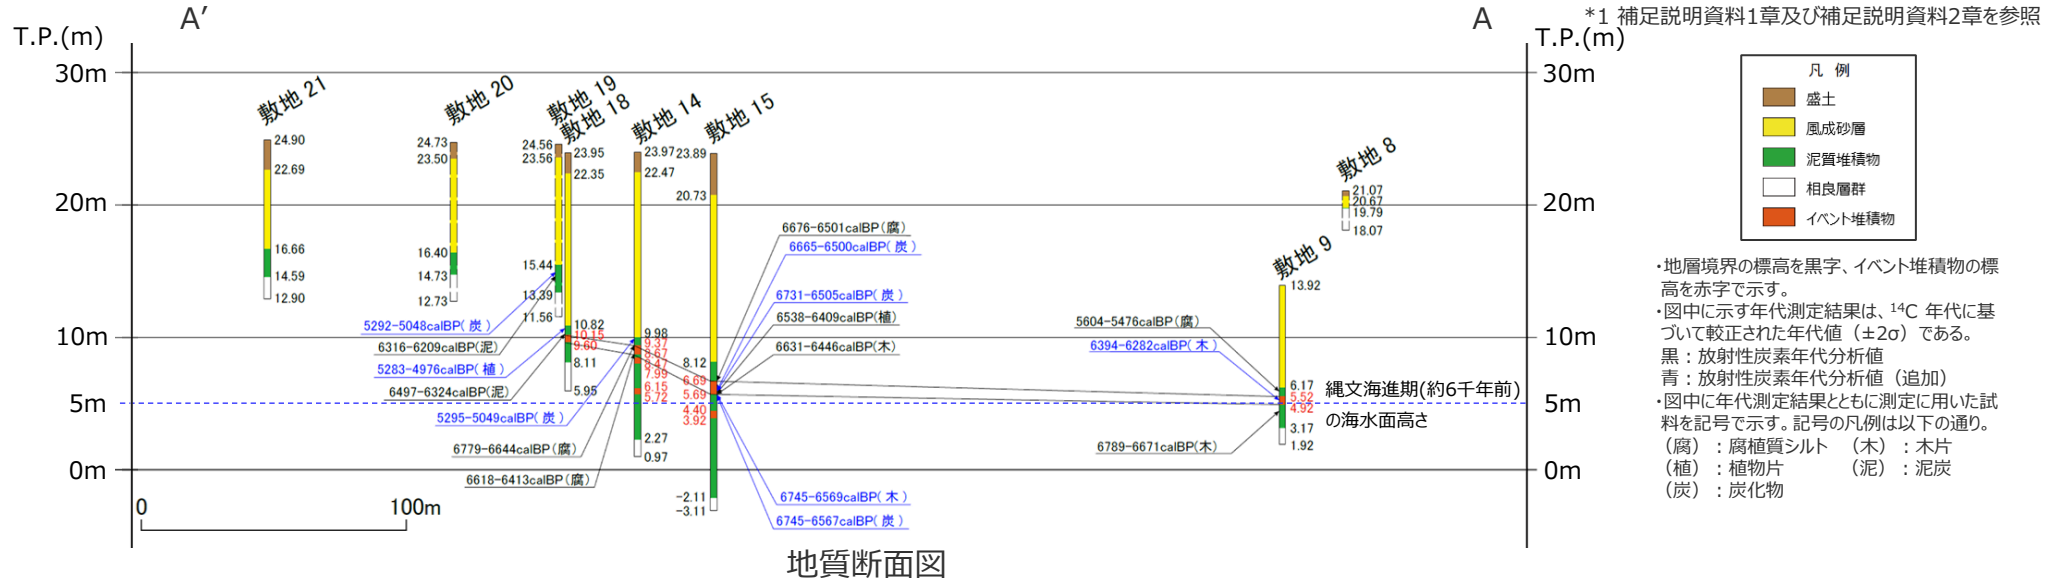 A′
A
*1 補足説明資料1章及び補足説明資料2章を参照
T.P.(m)
T.P.(m)
30m
30m
20m
20m
10m
10m
5m
5m
0m
0m
敷地 21
24.90
22.69
16.66
14.59
12.90
敷地 20
24.73
23.50
16.40
14.73
12.73
敷地 19
24.56
23.56
15.44
13.39
11.56
敷地 18
23.95
22.35
10.82
10.15
9.60
8.11
5.95
敷地 14
23.97
22.47
9.98
9.37
8.67
8.47
7.99
6.15
5.72
2.27
0.97
敷地 15
23.89
20.73
8.12
6.69
5.69
4.40
3.92
-2.11
-3.11
敷地 8
21.07
20.67
19.79
18.07
敷地 9
13.92
6.17
5.52
4.92
3.17
1.92
5292-5048calBP( 炭 )
6316-6209calBP(泥)
5283-4976calBP( 植 )
6497-6324calBP(泥)
5295-5049calBP( 炭 )
6779-6644calBP(腐)
6618-6413calBP(腐)
6676-6501calBP(腐)
6665-6500calBP( 炭 )
6731-6505calBP( 炭 )
6538-6409calBP(植)
6631-6446calBP(木)
6745-6569calBP( 木 )
6745-6567calBP( 炭 )
5604-5476calBP(腐)
6394-6282calBP( 木 )
6789-6671calBP(木)
縄文海進期(約6千年前)
の海水面高さ
0
100m
地質断面図
凡 例
盛土
風成砂層
泥質堆積物
相良層群
イベント堆積物
・地層境界の標高を黒字、イベント堆積物の標
高を赤字で示す。
・図中に示す年代測定結果は、¹⁴C 年代に基
づいて較正された年代値（±2σ）である。
黒：放射性炭素年代分析値
青：放射性炭素年代分析値（追加）
・図中に年代測定結果とともに測定に用いた試
料を記号で示す。記号の凡例は以下の通り。
（腐）：腐植質シルト （木）：木片
（植）：植物片 （泥）：泥炭
（炭）：炭化物